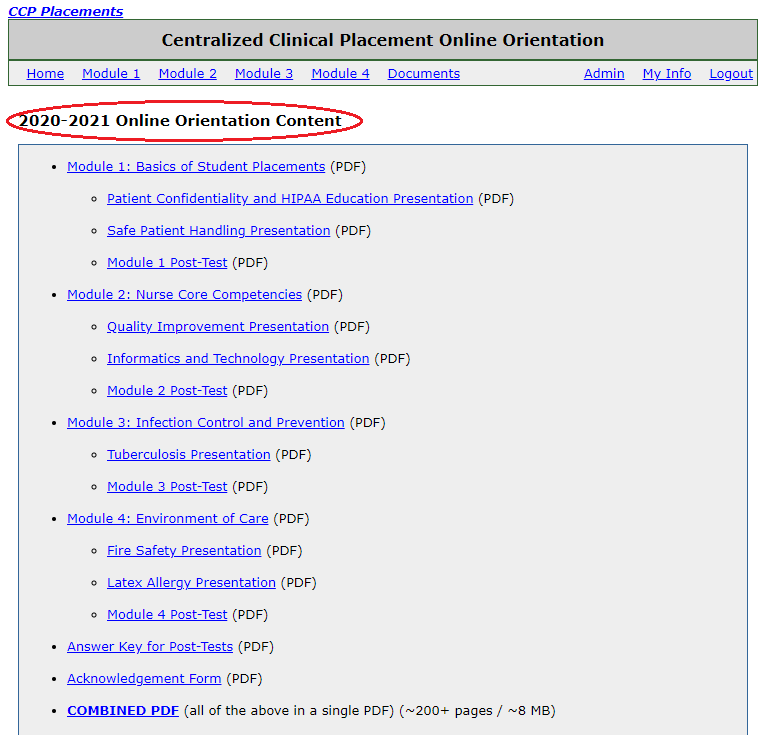 CCP Placements
Centralized Clinical Placement Online Orientation
Home Module 1 Module 2 Module 3 Module 4 Documents Admin My Info Logout
2020-2021 Online Orientation Content
Module 1: Basics of Student Placements (PDF)
Patient Confidentiality and HIPAA Education Presentation (PDF)
Safe Patient Handling Presentation (PDF)
Module 1 Post-Test (PDF)
Module 2: Nurse Core Competencies (PDF)
Quality Improvement Presentation (PDF)
Informatics and Technology Presentation (PDF)
Module 2 Post-Test (PDF)
Module 3: Infection Control and Prevention (PDF)
Tuberculosis Presentation (PDF)
Module 3 Post-Test (PDF)
Module 4: Environment of Care (PDF)
Fire Safety Presentation (PDF)
Latex Allergy Presentation (PDF)
Module 4 Post-Test (PDF)
Answer Key for Post-Tests (PDF)
Acknowledgement Form (PDF)
COMBINED PDF (all of the above in a single PDF) (~200+ pages / ~8 MB)